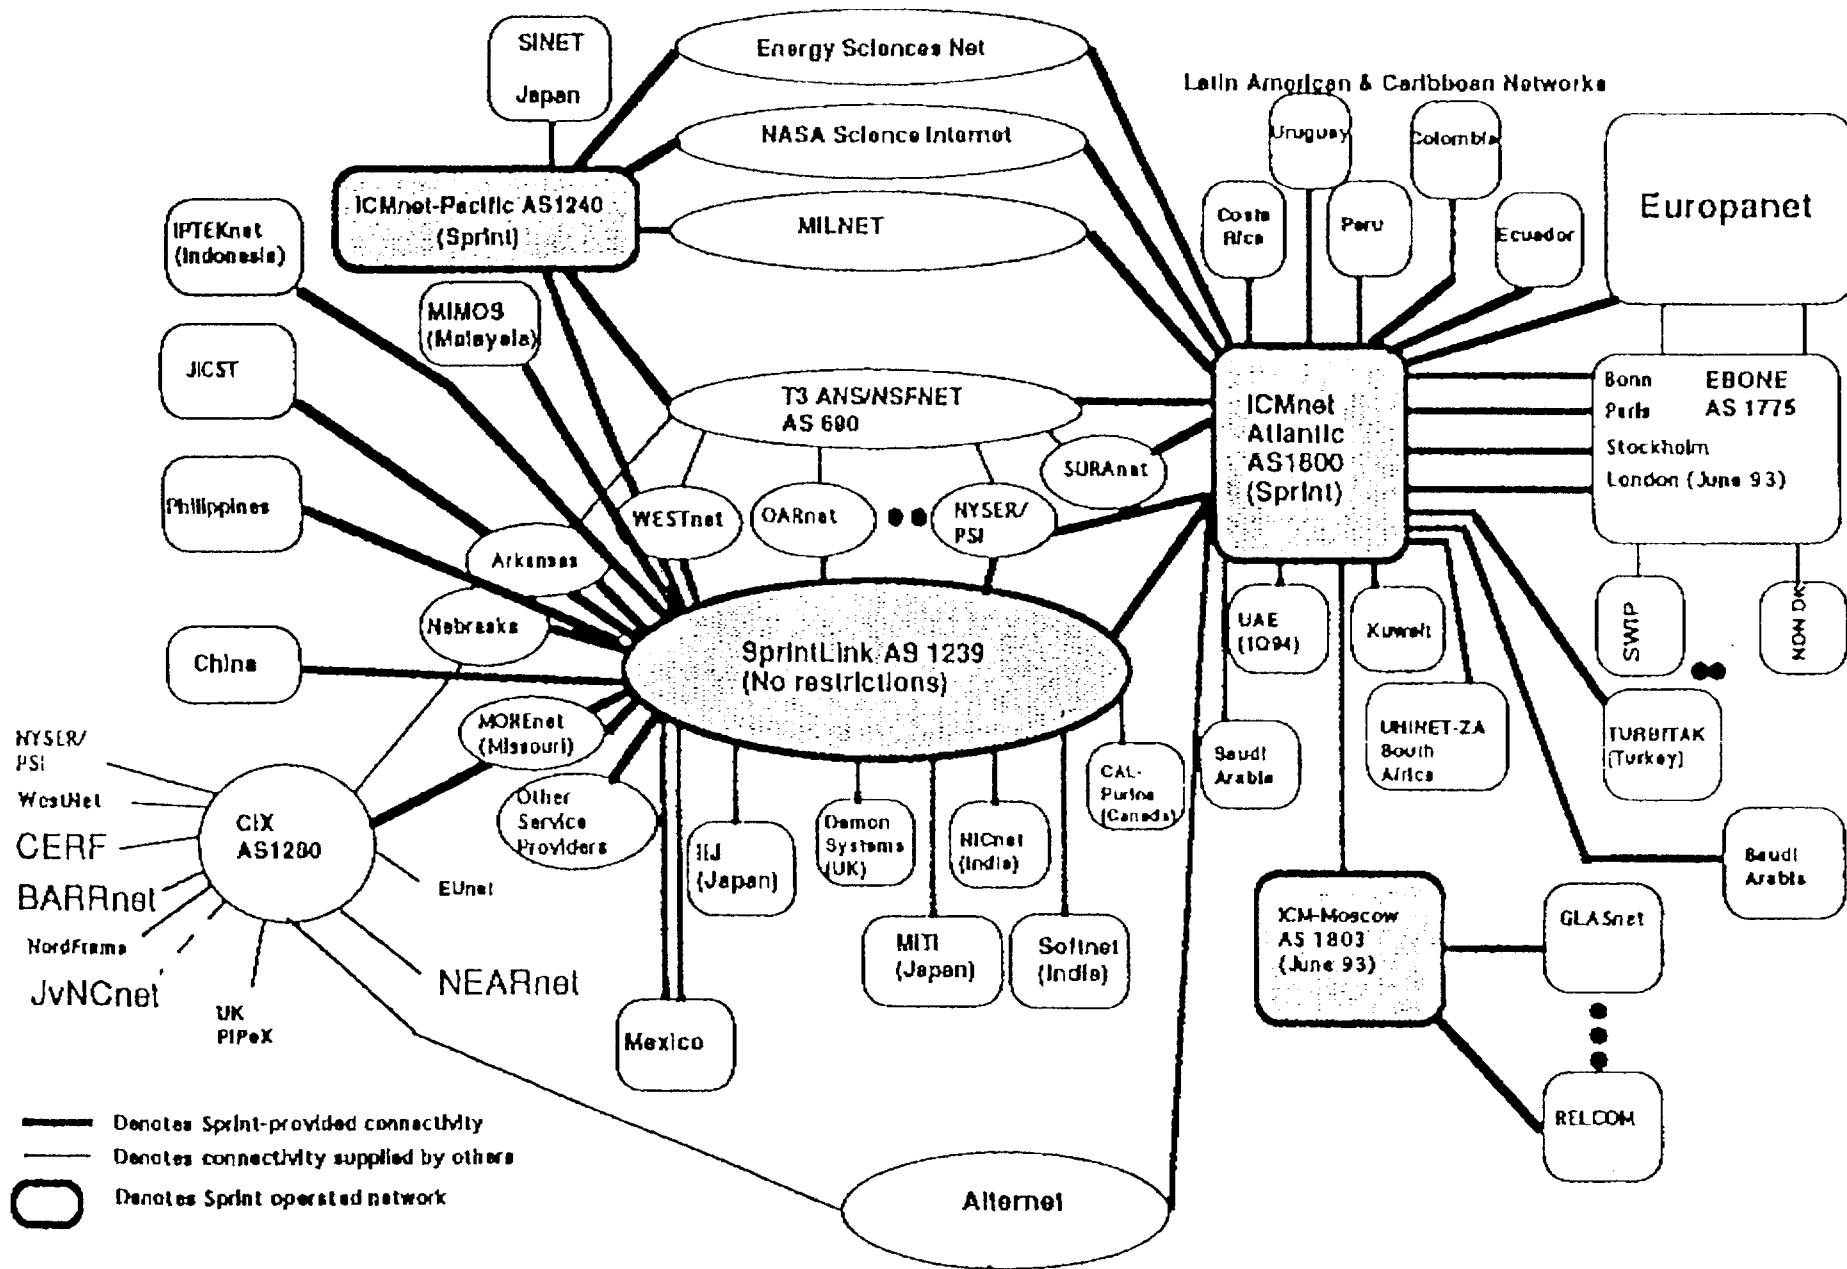 SINET
Japan
Energy Sciences Net
Latin American & Caribbean Networks
NASA Science Internet
Uruguay
Colombia
ICMnet-Pacific AS1240
(Sprint)
MILNET
Costa
Rica
Peru
Ecuador
Europanet
IPTEKnet
(Indonesia)
MIMOS
(Malaysia)
JICST
T3 ANS/NSFNET
AS 690
ICMnet
Atlantic
AS1800
(Sprint)
Bonn
EBONE
AS 1775
Paris
Stockholm
London (June 93)
SURAnet
Philippines
WESTnet
OARnet
NYSER/
PSI
Arkansas
Nebraska
UAE
(1Q94)
Kuwait
SWIP
China
SprintLink AS 1239
(No restrictions)
MOREnet
(Missouri)
UNINET-ZA
South
Africa
TURBITAK
(Turkey)
NYSER/
PSI
WestNet
CERF
BARRnet
NordFrame
JvNCnet
UK
PIPeX
CIX
AS1280
EUnet
NEARnet
Other
Service
Providers
IIJ
(Japan)
Demon
Systems
(UK)
NICnet
(India)
CAL-
Purina
(Canada)
Saudi
Arabia
Saudi
Arabia
MITI
(Japan)
Softnet
(India)
ICM-Moscow
AS 1803
(June 93)
GLASnet
Mexico
RELCOM
Denotes Sprint-provided connectivity
Denotes connectivity supplied by others
Denotes Sprint operated network
Alternet